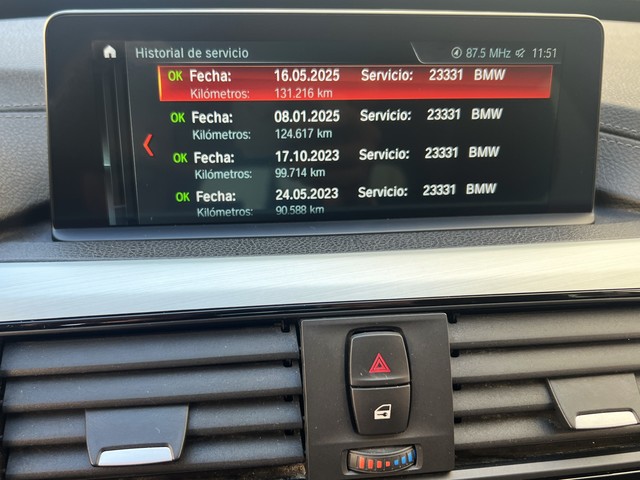 Historial de servicio 87.5 MHz 11:51
OK Fecha: 16.05.2025 Servicio: 23331 BMW
Kilómetros: 131.216 km
OK Fecha: 08.01.2025 Servicio: 23331 BMW
Kilómetros: 124.617 km
OK Fecha: 17.10.2023 Servicio: 23331 BMW
Kilómetros: 99.714 km
OK Fecha: 24.05.2023 Servicio: 23331 BMW
Kilómetros: 90.588 km